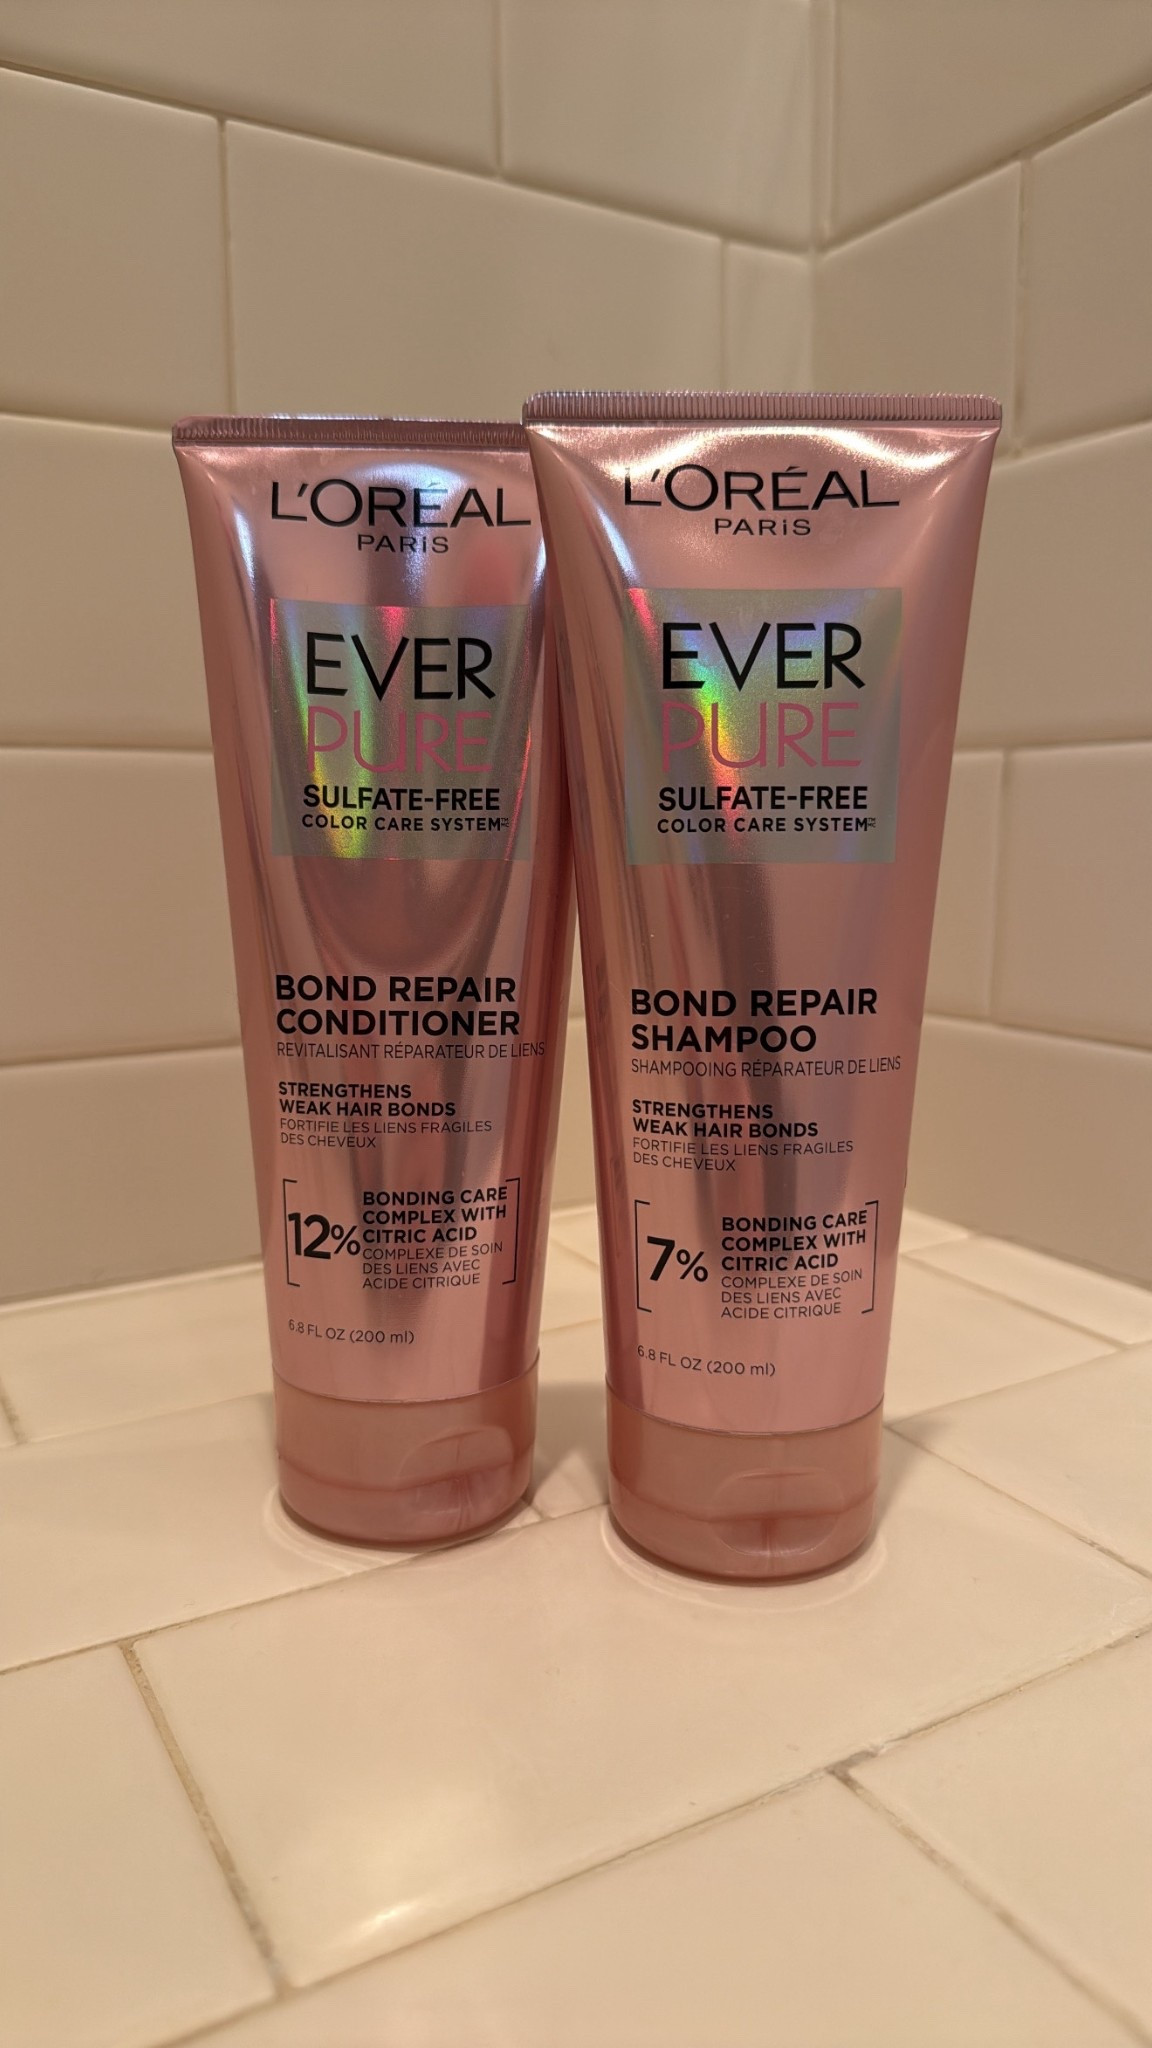 L'ORÉAL
PARiS
EVER
PURE
SULFATE-FREE
COLOR CARE SYSTEM™
BOND REPAIR
CONDITIONER
REVITALISANT RÉPARATEUR DE LIENS
STRENGTHENS
WEAK HAIR BONDS
FORTIFIE LES LIENS FRAGILES
DES CHEVEUX
12%
BONDING CARE
COMPLEX WITH
CITRIC ACID
COMPLEXE DE SOIN
DES LIENS AVEC
ACIDE CITRIQUE
6.8 FL OZ (200 ml)
L'ORÉAL
PARiS
EVER
PURE
SULFATE-FREE
COLOR CARE SYSTEM™
BOND REPAIR
SHAMPOO
SHAMPOOING RÉPARATEUR DE LIENS
STRENGTHENS
WEAK HAIR BONDS
FORTIFIE LES LIENS FRAGILES
DES CHEVEUX
7%
BONDING CARE
COMPLEX WITH
CITRIC ACID
COMPLEXE DE SOIN
DES LIENS AVEC
ACIDE CITRIQUE
6.8 FL OZ (200 ml)